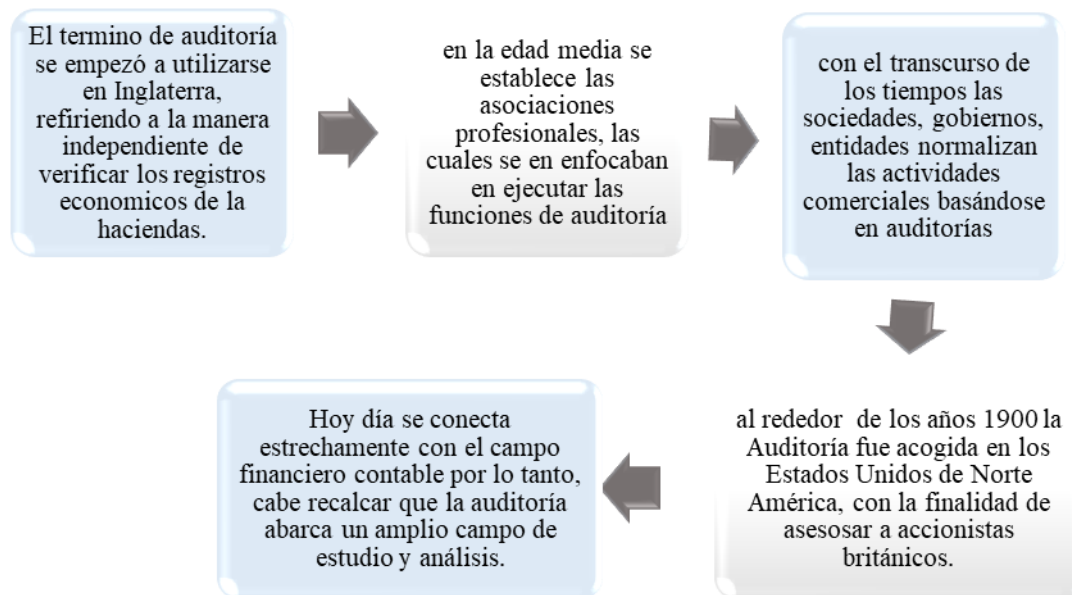 El termino de auditoría
se empezó a utilizarse
en Inglaterra,
refiriendo a la manera
independiente de
verificar los registros
economicos de la
haciendas.
en la edad media se
establece las
asociaciones
profesionales, las
cuales se en enfocaban
en ejecutar las
funciones de auditoría
con el transcurso de
los tiempos las
sociedades, gobiernos,
entidades normalizan
las actividades
comerciales basándose
en auditorías
al rededor de los años 1900 la
Auditoría fue acogida en los
Estados Unidos de Norte
América, con la finalidad de
asesosar a accionistas
británicos.
Hoy día se conecta
estrechamente con el campo
financiero contable por lo tanto,
cabe recalcar que la auditoría
abarca un amplio campo de
estudio y análisis.